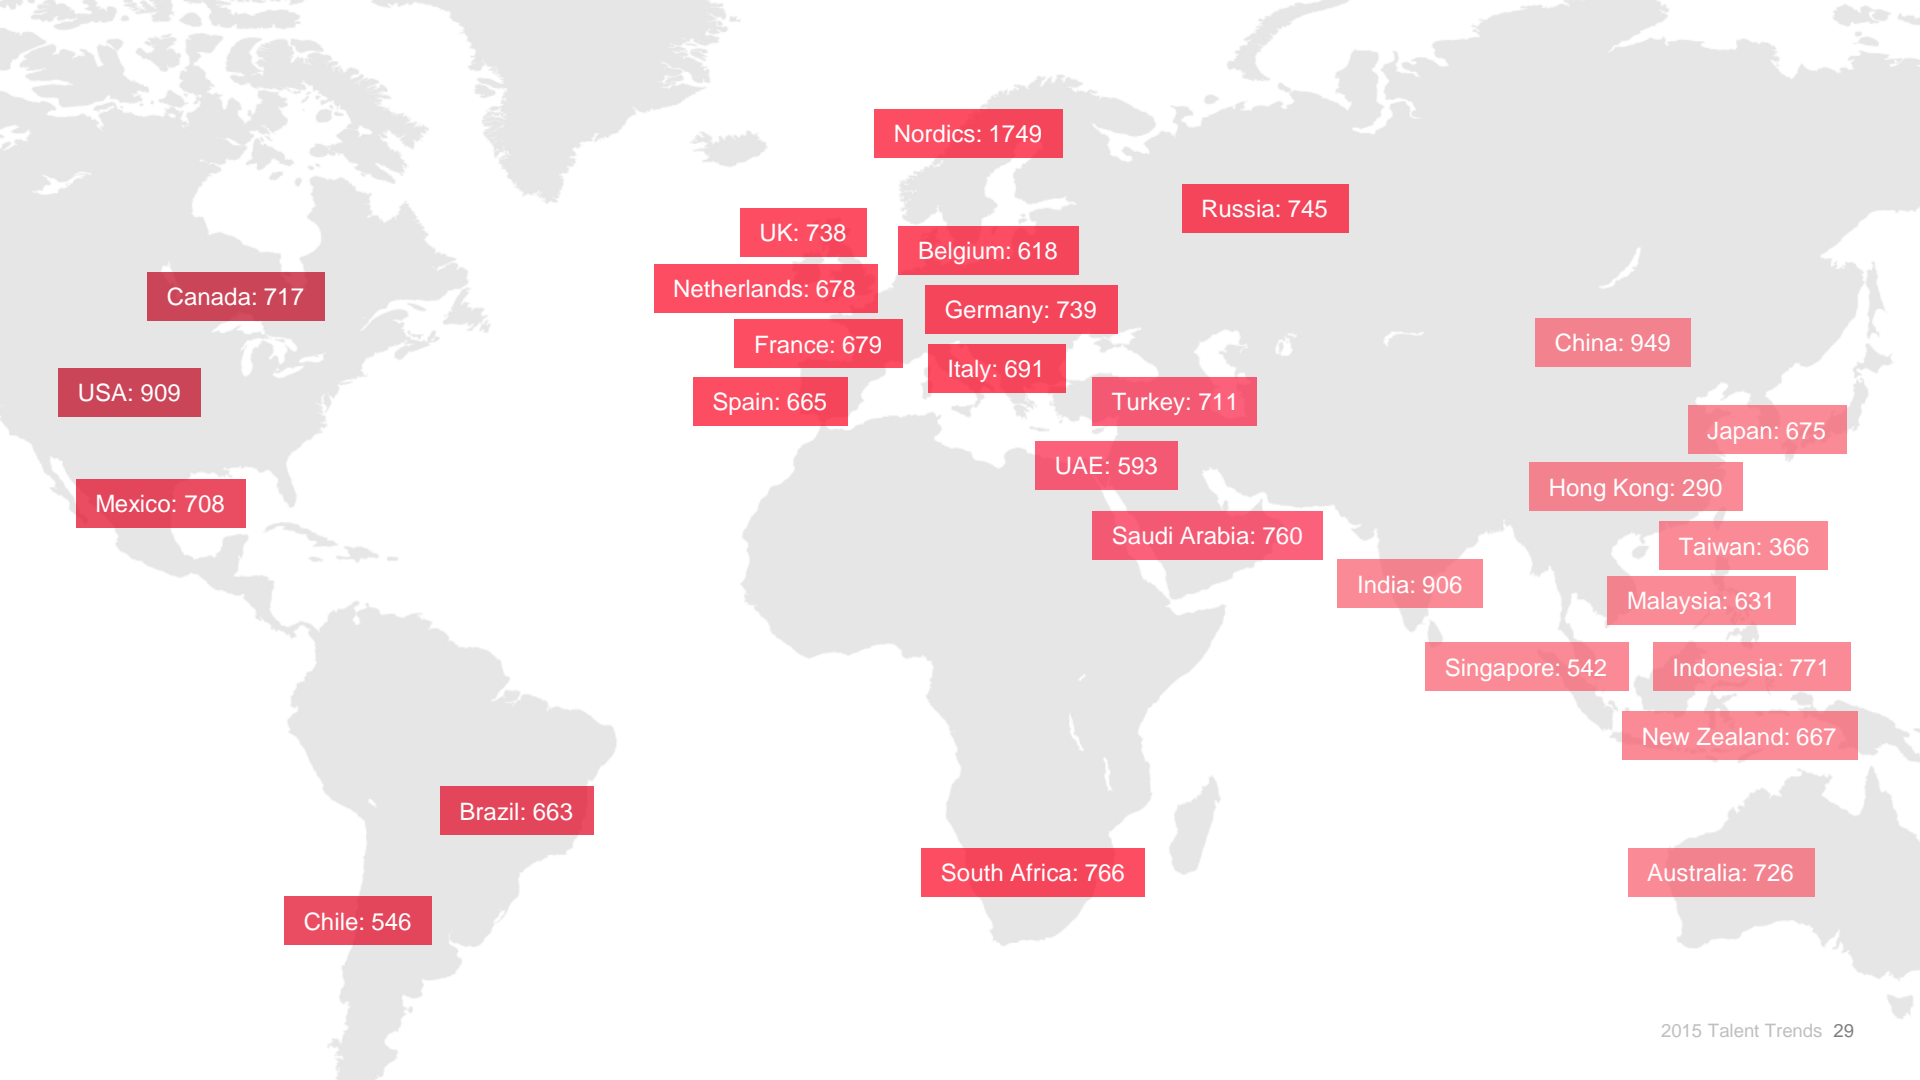 Nordics: 1749
Russia: 745
UK: 738
Belgium: 618
Netherlands: 678
Canada: 717
Germany: 739
France: 679
China: 949
Italy: 691
USA: 909
Spain: 665
Turkey: 711
Japan: 675
UAE: 593
Hong Kong: 290
Mexico: 708
Saudi Arabia: 760
Taiwan: 366
India: 906
Malaysia: 631
Singapore: 542
Indonesia: 771
New Zealand: 667
Brazil: 663
South Africa: 766
Australia: 726
Chile: 546
2015 Talent Trends 29